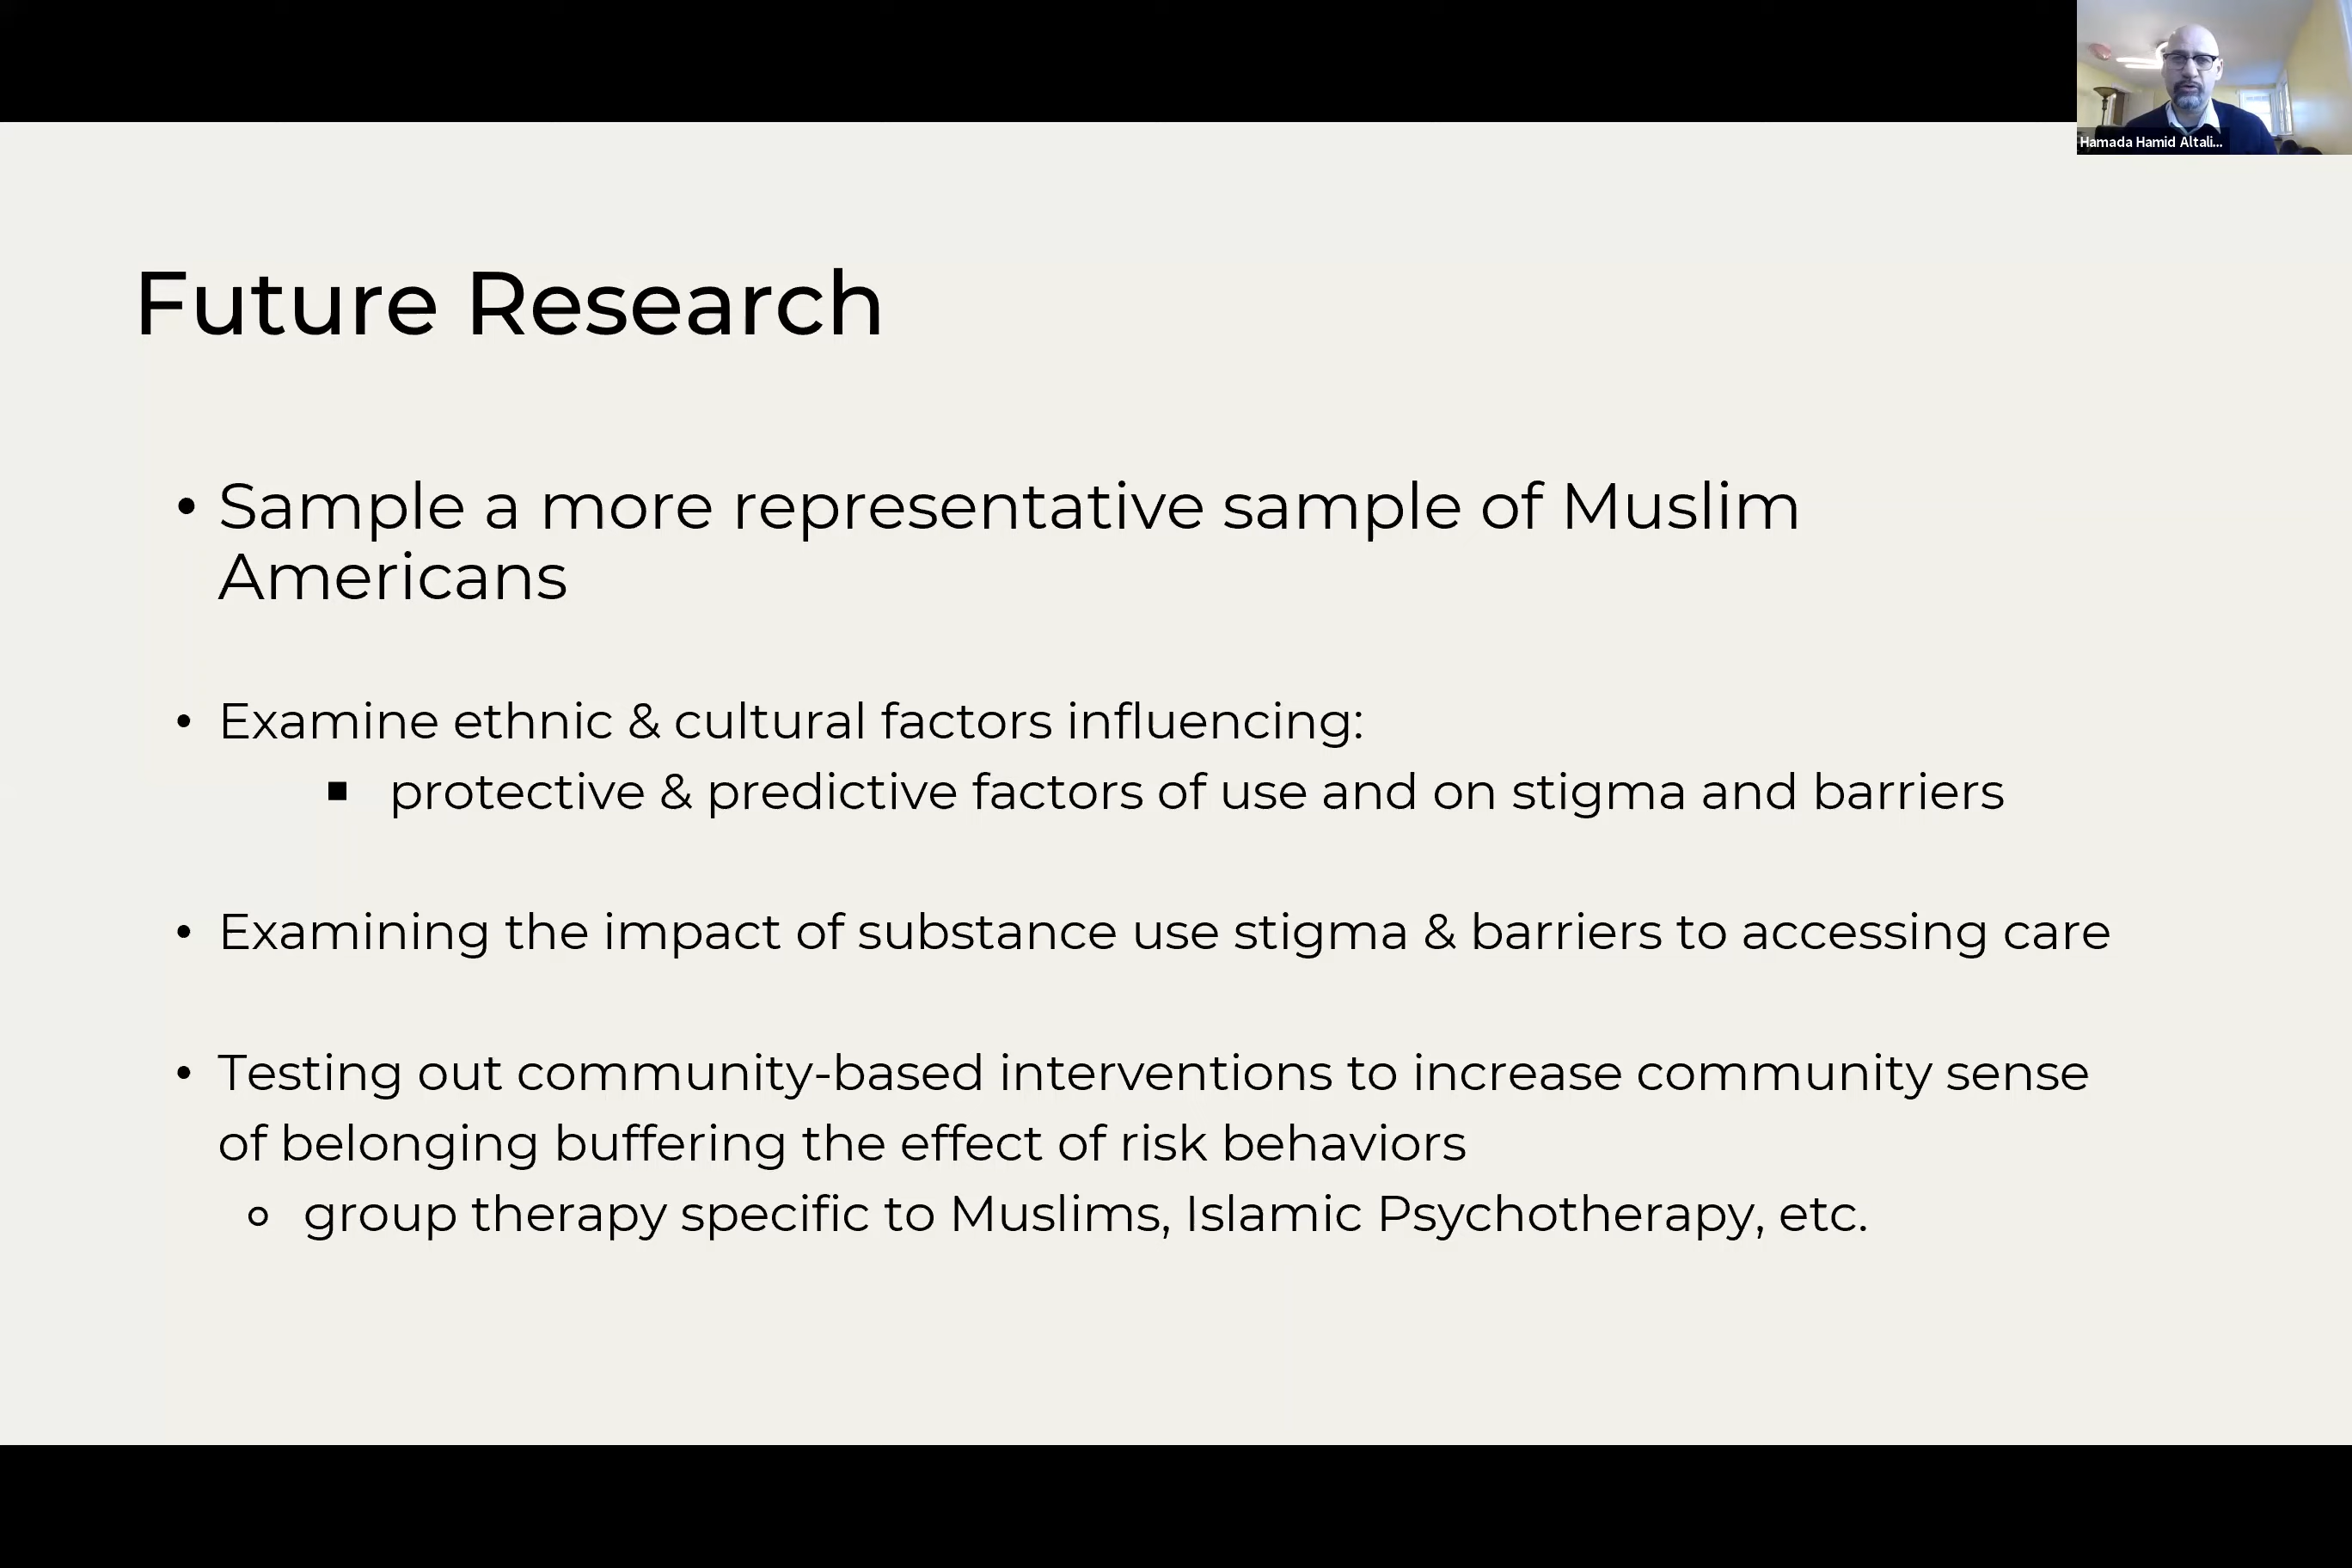 Hamada Hamid Altali...
Future Research
• Sample a more representative sample of Muslim
Americans
• Examine ethnic & cultural factors influencing:
▪ protective & predictive factors of use and on stigma and barriers
• Examining the impact of substance use stigma & barriers to accessing care
• Testing out community-based interventions to increase community sense
of belonging buffering the effect of risk behaviors
o group therapy specific to Muslims, Islamic Psychotherapy, etc.